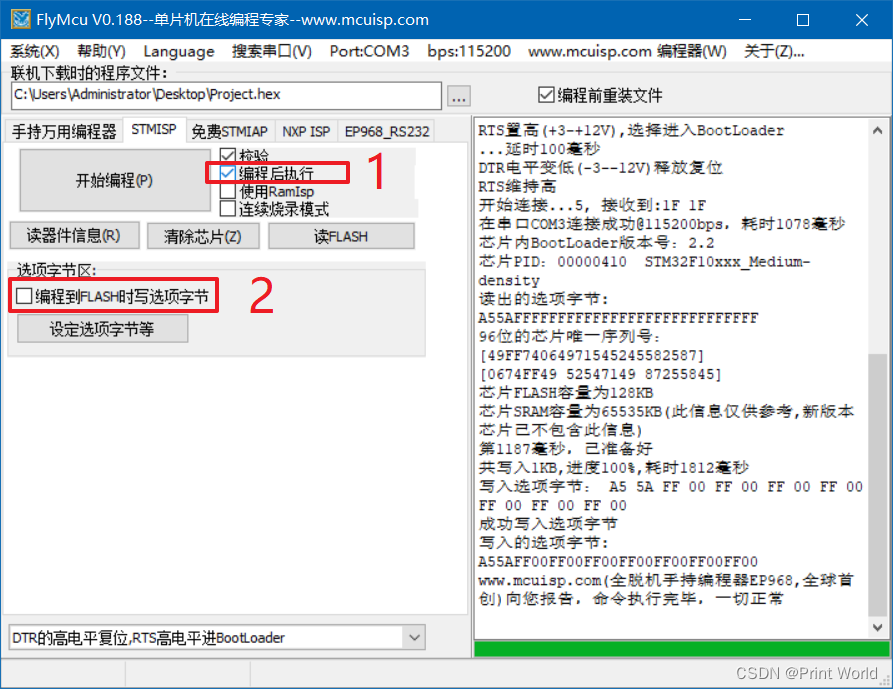 FlyMcu V0.188--单片机在线编程专家--www.mcuisp.com
系统(X) 帮助(Y) Language 搜索串口(V) Port:COM3 bps:115200 www.mcuisp.com 编程器(W) 关于(Z)...
联机下载时的程序文件:
C:\Users\Administrator\Desktop\Project.hex
...
编程前重装文件
手持万用编程器 STMISP 免费STMIAP NXP ISP EP968_RS232
开始编程(P)
校验
编程后执行
使用RamIsp
连续烧录模式
1
读器件信息(R) 清除芯片(Z) 读FLASH
选项字节区:
编程到FLASH时写选项字节
2
设定选项字节等
DTR的高电平复位,RTS高电平进BootLoader
RTS置高(+3-+12V),选择进入BootLoader
...延时100毫秒
DTR电平变低(-3--12V)释放复位
RTS维持高
开始连接...5, 接收到:1F 1F
在串口COM3连接成功@115200bps, 耗时1078毫秒
芯片内BootLoader版本号: 2.2
芯片PID: 00000410  STM32F10xxx_Medium-
density
读出的选项字节:
A55AFFFFFFFFFFFFFFFFFFFFFFFFFFFF
96位的芯片唯一序列号:
[49FF74064971545245582587]
[0674FF49 52547149 87255845]
芯片FLASH容量为128KB
芯片SRAM容量为65535KB(此信息仅供参考,新版本
芯片已不包含此信息)
第1187毫秒, 已准备好
共写入1KB,进度100%,耗时1812毫秒
写入选项字节: A5 5A FF 00 FF 00 FF 00 FF 00
FF 00 FF 00 FF 00
成功写入选项字节
写入的选项字节:
A55AFF00FF00FF00FF00FF00FF00FF00
www.mcuisp.com(全脱机手持编程器EP968,全球首
创)向您报告, 命令执行完毕, 一切正常
CSDN @Print World